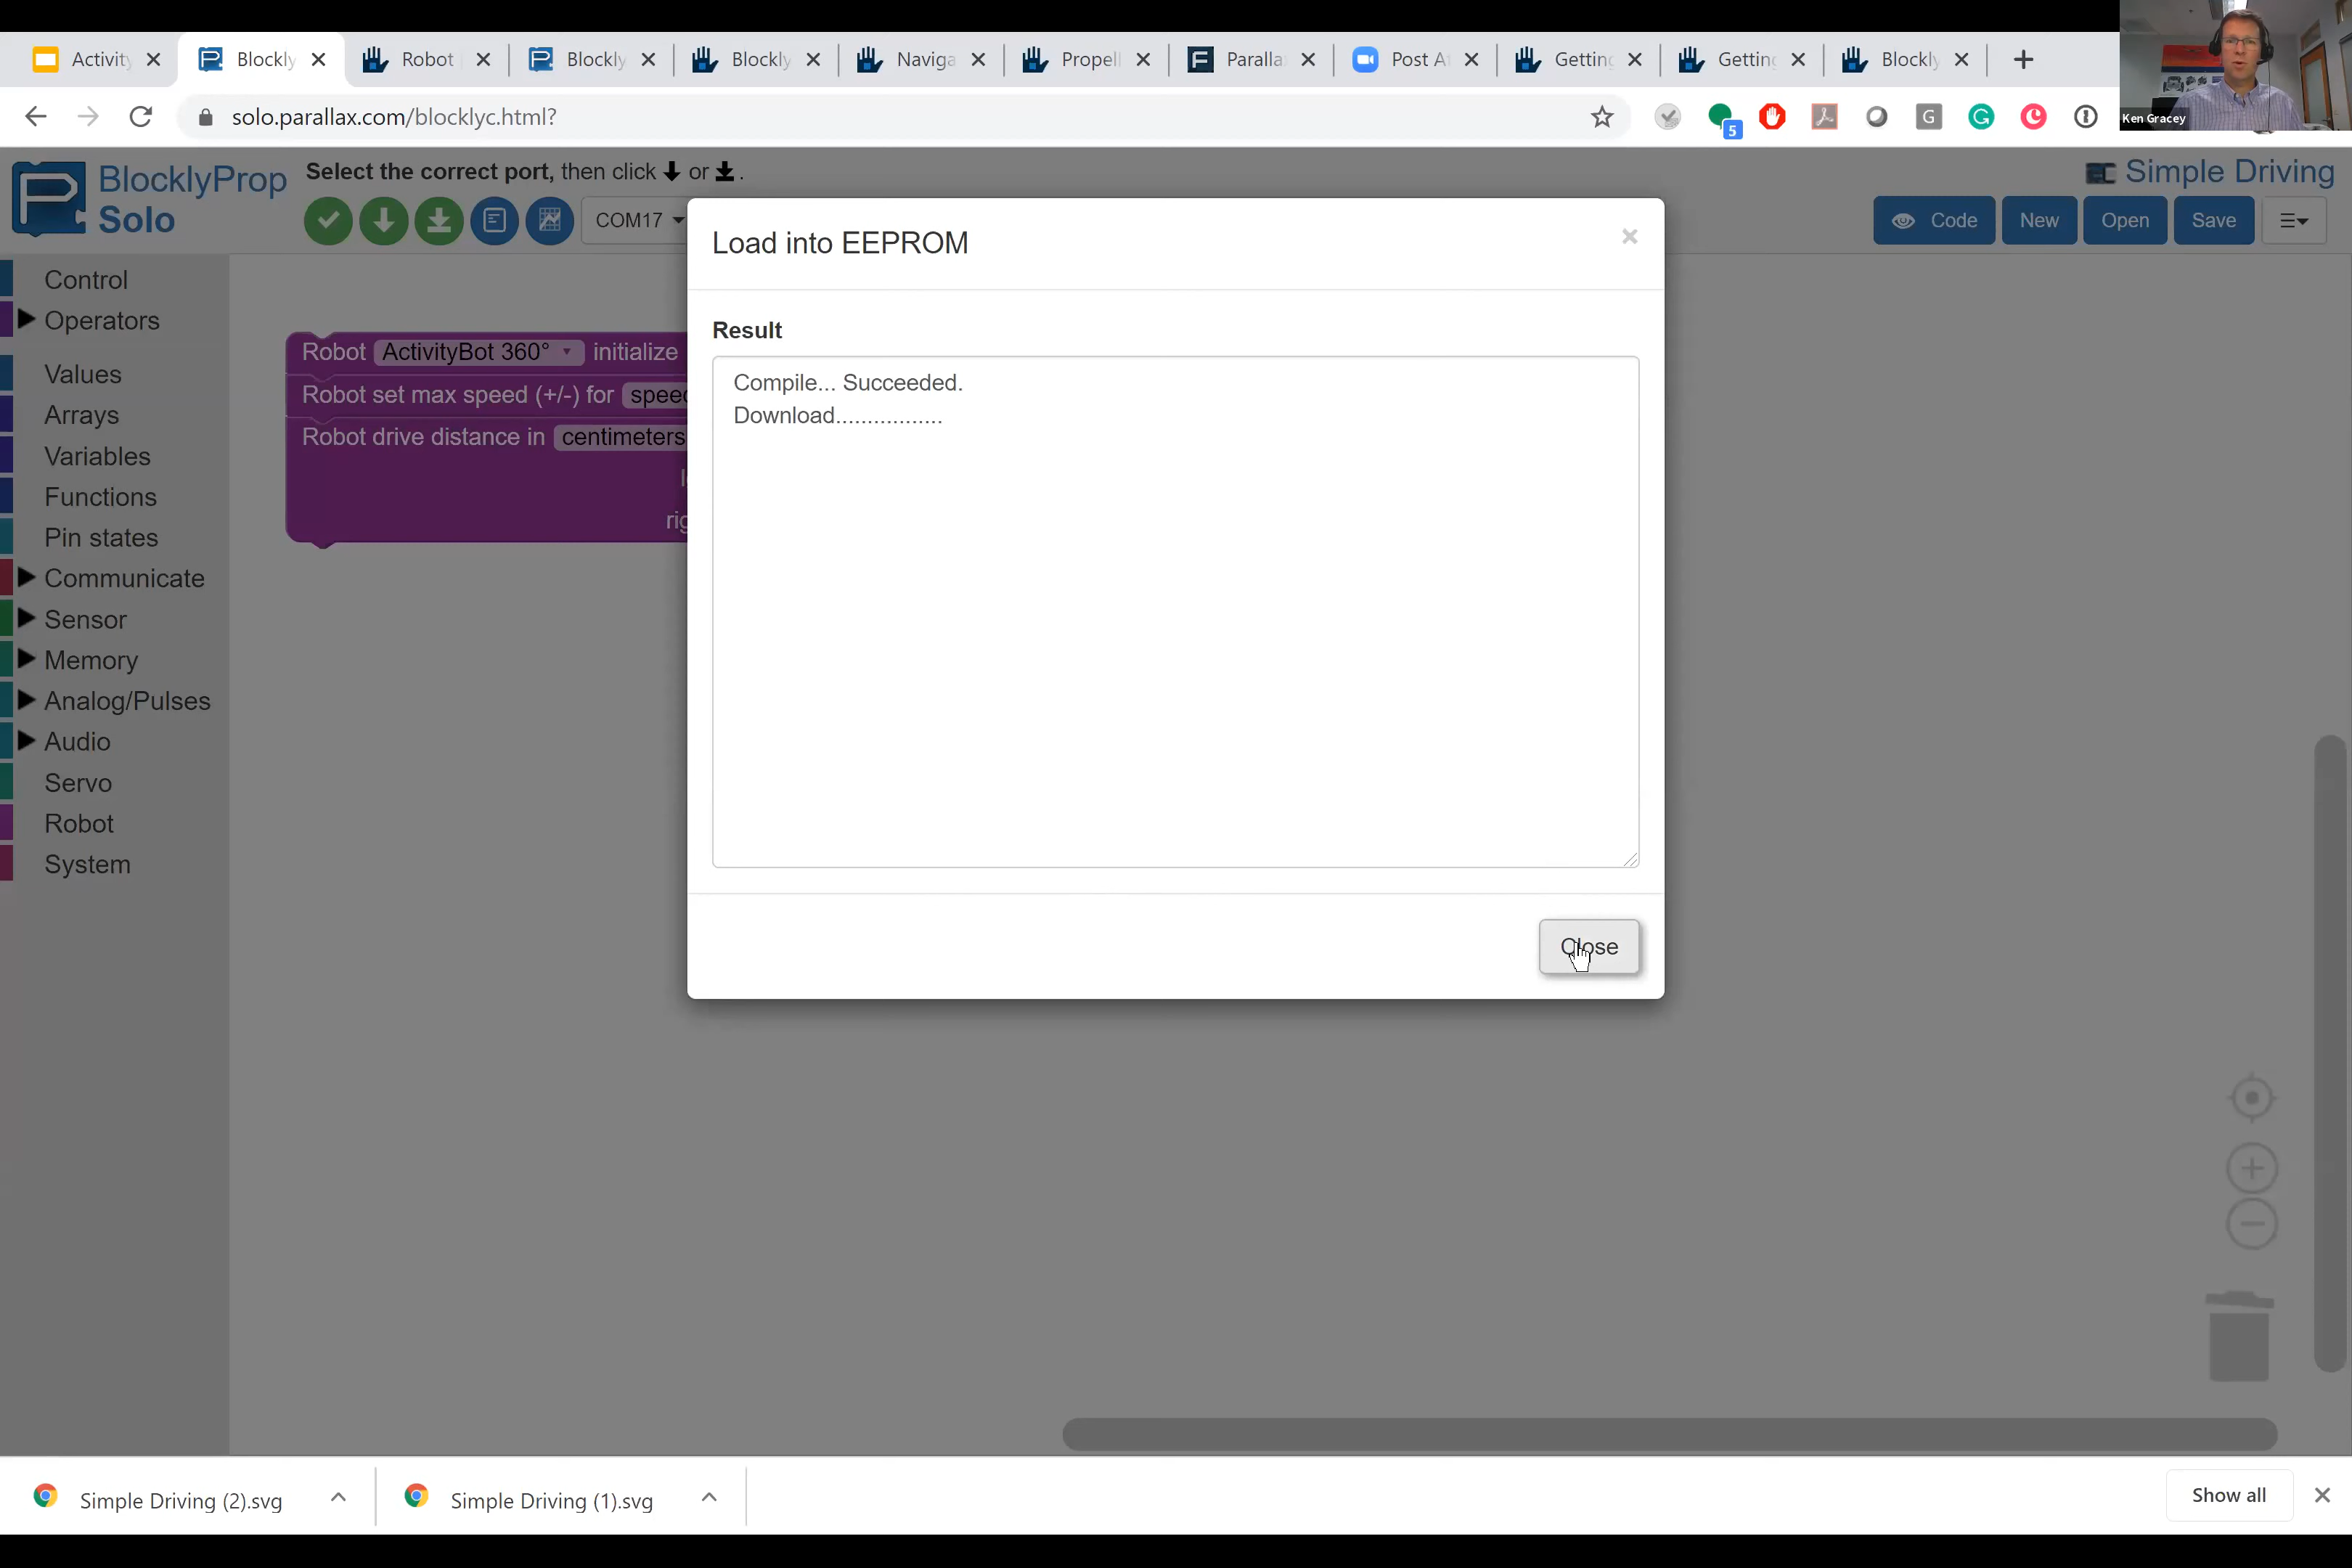 Activity
Blockly
Robot
Blockly
Blockly
Naviga
Propell
Paralla
Post A
Getting
Getting
Blockly
solo.parallax.com/blocklyc.html?
5
G
Ken Gracey
BlocklyProp
Solo
Select the correct port, then click or .
COM17
Simple Driving
Code
New
Open
Save
Control
Operators
Values
Arrays
Variables
Functions
Pin states
Communicate
Sensor
Memory
Analog/Pulses
Audio
Servo
Robot
System
Robot ActivityBot 360° initialize
Robot set max speed (+/-) for speed
Robot drive distance in centimeters
Load into EEPROM
Result
Compile... Succeeded.
Download.................
Close
Simple Driving (2).svg
Simple Driving (1).svg
Show all